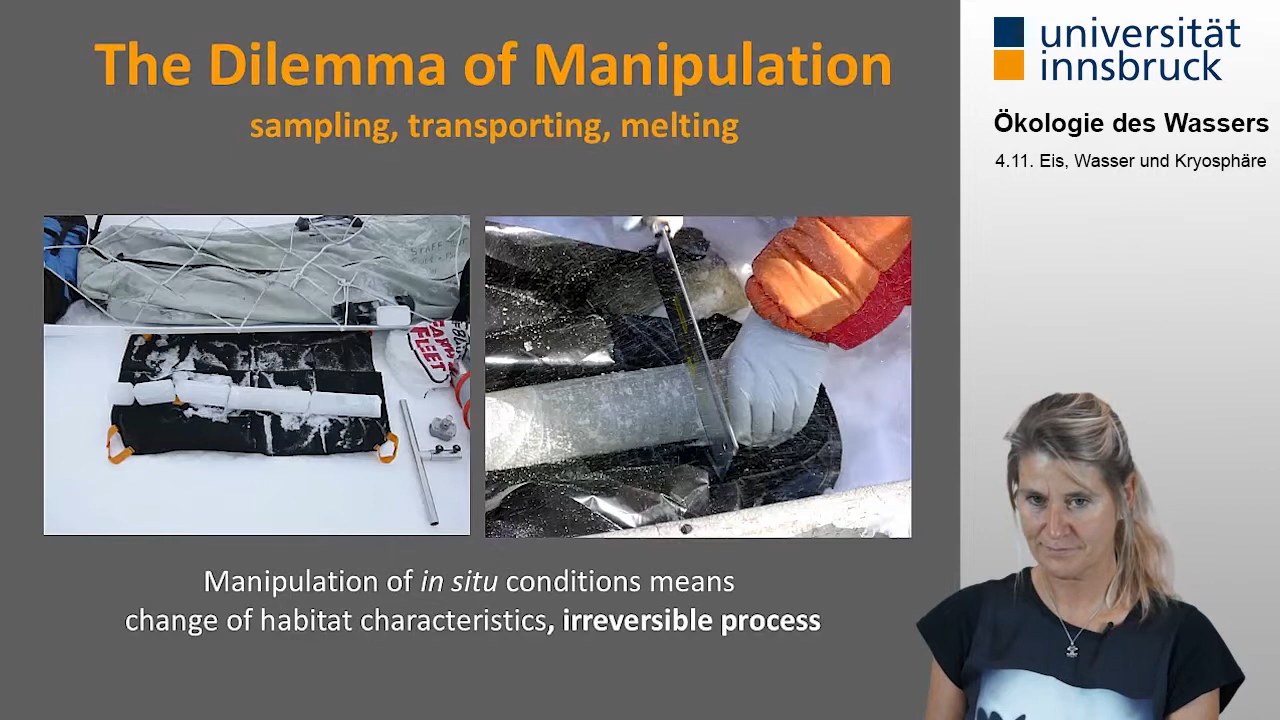 The Dilemma of Manipulation
sampling, transporting, melting
Manipulation of in situ conditions means
change of habitat characteristics, irreversible process
universität
innsbruck
Ökologie des Wassers
4.11. Eis, Wasser und Kryosphäre
FLEET